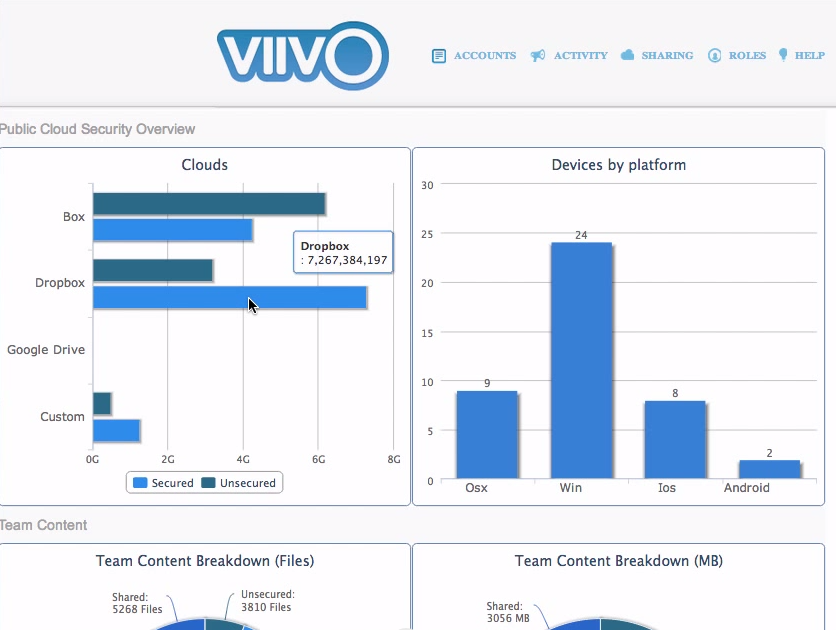 VIIVO
ACCOUNTS ACTIVITY SHARING ROLES HELP
Public Cloud Security Overview
Clouds
Box
Dropbox
Google Drive
Custom
Dropbox
: 7,267,384,197
0G 2G 4G 6G 8G
Secured Unsecured
Devices by platform
30
25
20
15
10
5
0
9
24
8
2
Osx Win Ios Android
Team Content
Team Content Breakdown (Files)
Shared:
5268 Files
Unsecured:
3810 Files
Team Content Breakdown (MB)
Shared:
3056 MB